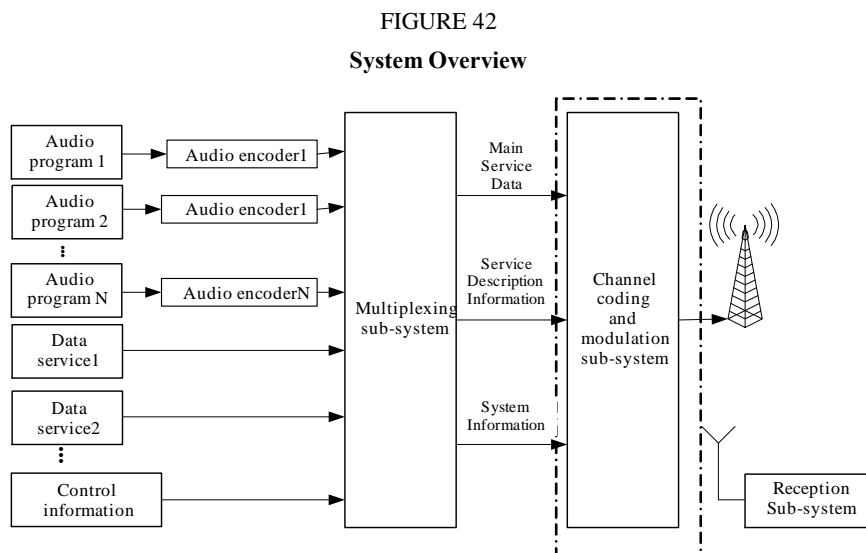 FIGURE 42
System Overview
Audio
program 1
Audio encoder1
Audio
program 2
Audio encoder1
Audio
program N
Audio encoderN
Data
service1
Data
service2
Control
information
Multiplexing
sub-system
Main
Service
Data
Service
Description
Information
System
Information
Channel
coding
and
modulation
sub-system
Reception
Sub-system